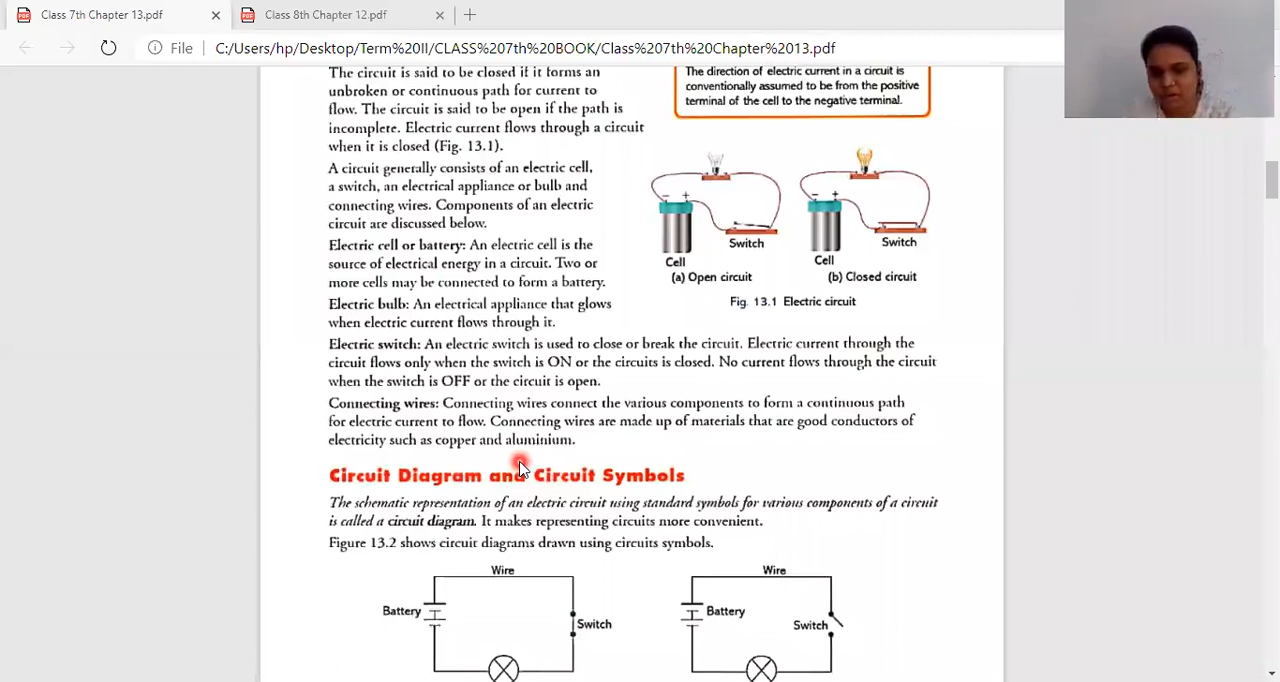 Class 7th Chapter 13.pdf
Class 8th Chapter 12.pdf
File
C:/Users/hp/Desktop/Term%20II/CLASS%207th%20BOOK/Class%207th%20Chapter%2013.pdf
The circuit is said to be closed if it forms an
unbroken or continuous path for current to
flow. The circuit is said to be open if the path is
incomplete. Electric current flows through a circuit
when it is closed (Fig. 13.1).
The direction of electric current in a circuit is
conventionally assumed to be from the positive
terminal of the cell to the negative terminal.
A circuit generally consists of an electric cell,
a switch, an electrical appliance or bulb and
connecting wires. Components of an electric
circuit are discussed below.
Electric cell or battery: An electric cell is the
source of electrical energy in a circuit. Two or
more cells may be connected to form a battery.
Electric bulb: An electrical appliance that glows
when electric current flows through it.
- +
Switch
Cell
(a) Open circuit
- +
Switch
Cell
(b) Closed circuit
Fig. 13.1 Electric circuit
Electric switch: An electric switch is used to close or break the circuit. Electric current through the
circuit flows only when the switch is ON or the circuits is closed. No current flows through the circuit
when the switch is OFF or the circuit is open.
Connecting wires: Connecting wires connect the various components to form a continuous path
for electric current to flow. Connecting wires are made up of materials that are good conductors of
electricity such as copper and aluminium.
Circuit Diagram and Circuit Symbols
The schematic representation of an electric circuit using standard symbols for various components of a circuit
is called a circuit diagram. It makes representing circuits more convenient.
Figure 13.2 shows circuit diagrams drawn using circuits symbols.
Wire
Battery
Switch
Wire
Battery
Switch